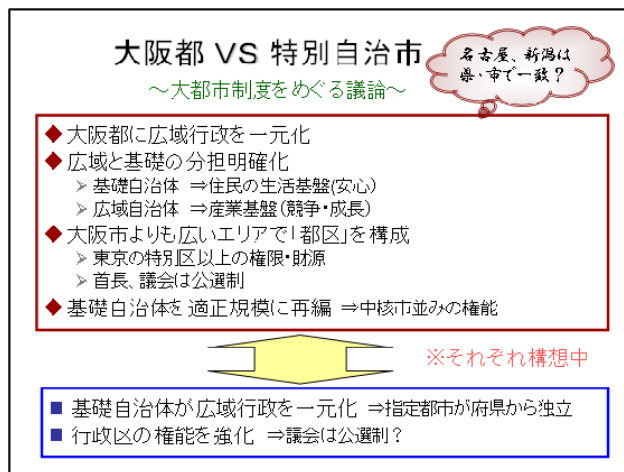 大阪都 VS 特別自治市
～大都市制度をめぐる議論～
名古屋、新潟は
県・市で一致？
◆大阪都に広域行政を一元化
◆広域と基礎の分担明確化
➢基礎自治体 ⇒住民の生活基盤(安心)
➢広域自治体 ⇒産業基盤(競争・成長)
◆大阪市よりも広いエリアで「都区」を構成
➢東京の特別区以上の権限・財源
➢首長、議会は公選制
◆基礎自治体を適正規模に再編 ⇒中核市並みの権能
※それぞれ構想中
■ 基礎自治体が広域行政を一元化 ⇒指定都市が府県から独立
■ 行政区の権能を強化 ⇒議会は公選制？